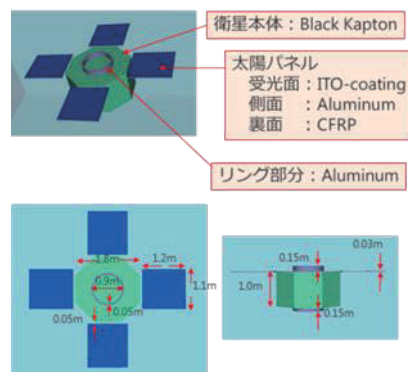 衛星本体：Black Kapton
太陽パネル
受光面：ITO-coating
側面：Aluminum
裏面：CFRP
リング部分：Aluminum
1.8m
1.2m
0.9m
1.1m
0.05m
0.05m
0.15m
0.03m
1.0m
0.15m